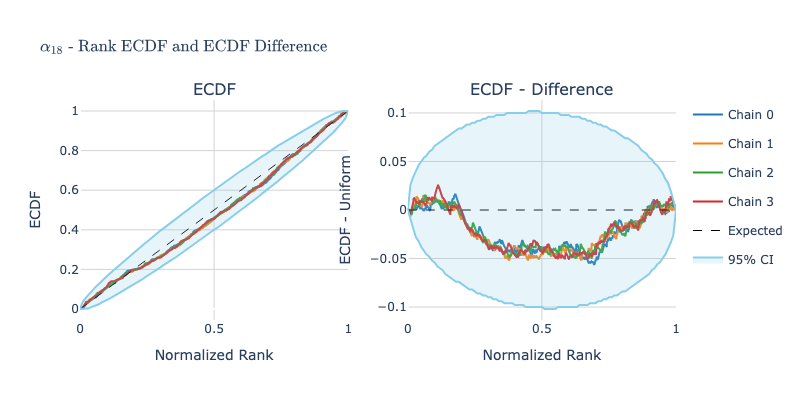 α₁₈ - Rank ECDF and ECDF Difference
ECDF
ECDF
1
0.8
0.6
0.4
0.2
0
0
0.5
1
Normalized Rank
ECDF - Difference
ECDF - Uniform
0.1
0.05
0
−0.05
−0.1
0
0.5
1
Normalized Rank
Chain 0
Chain 1
Chain 2
Chain 3
Expected
95% CI